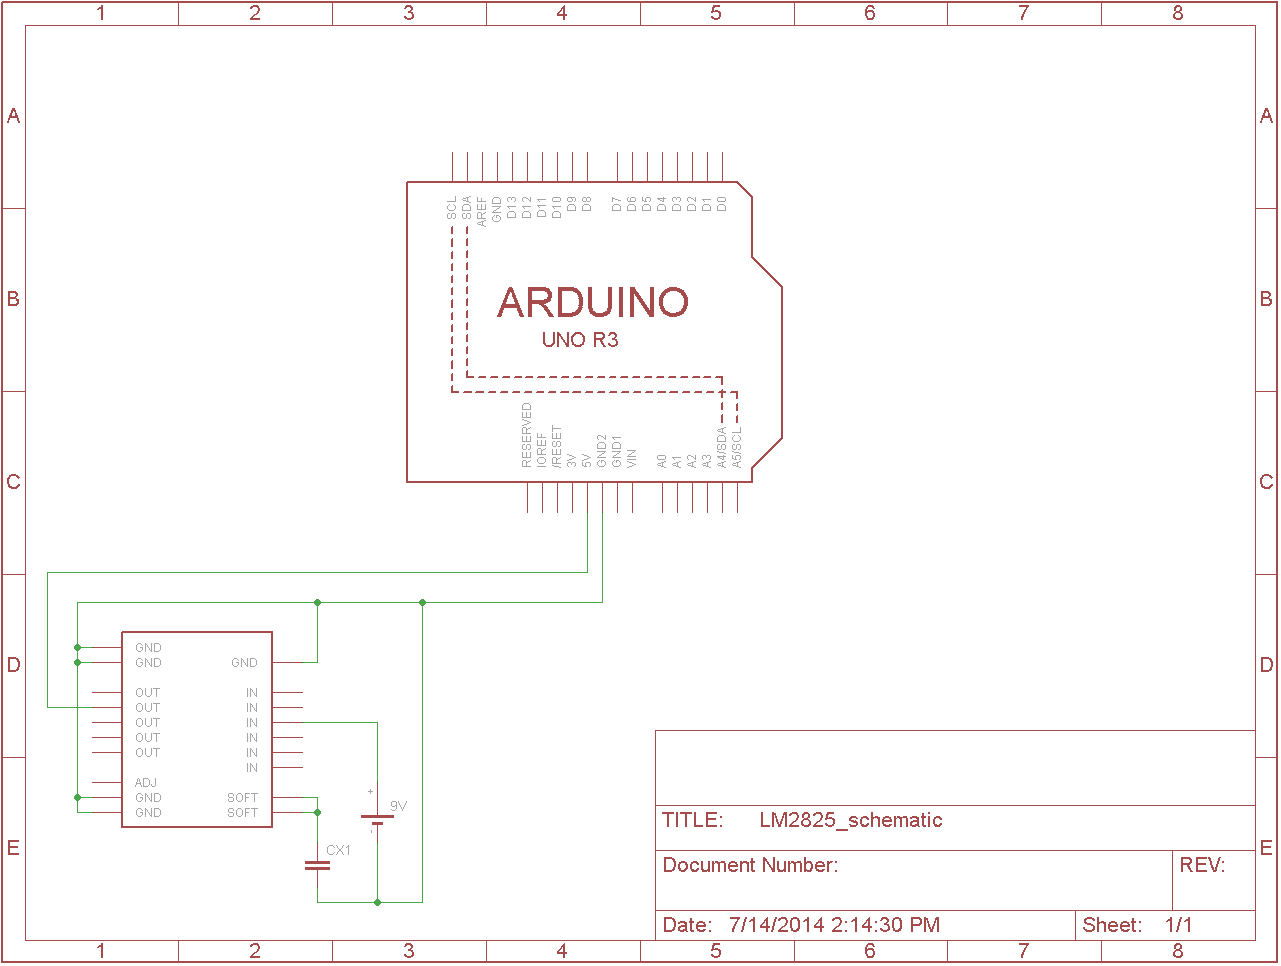 1 2 3 4 5 6 7 8
A A
SCL SDA AREF GND D13 D12 D11 D10 D9 D8 D7 D6 D5 D4 D3 D2 D1 D0
B B
ARDUINO
UNO R3
RESERVED IOREF /RESET 3V 5V GND2 GND1 VIN A0 A1 A2 A3 A4/SDA A5/SCL
C C
GND
GND GND
D D
OUT IN
OUT IN
OUT IN
OUT IN
OUT IN
IN
ADJ
GND SOFT
GND SOFT
+
9V
-
CX1
E E
TITLE: LM2825_schematic
Document Number:
REV:
Date: 7/14/2014 2:14:30 PM
Sheet: 1/1
1 2 3 4 5 6 7 8